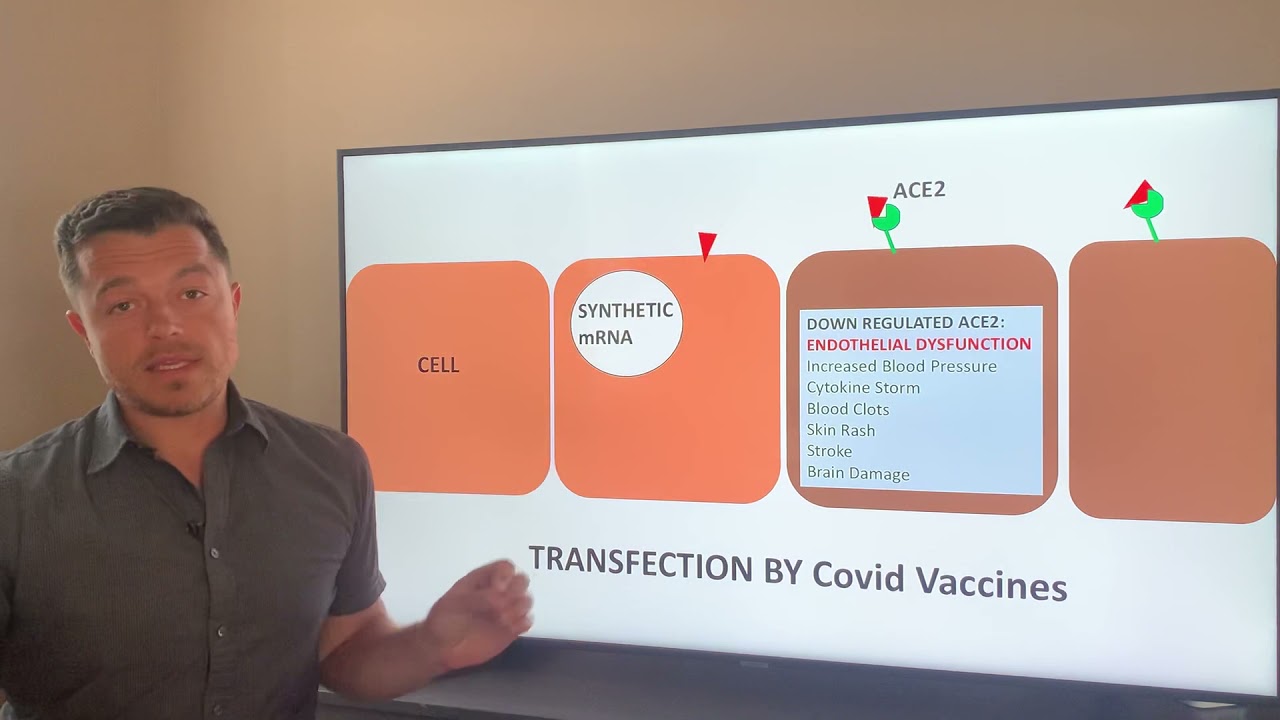 ACE2
SYNTHETIC
mRNA
CELL
DOWN REGULATED ACE2:
ENDOTHELIAL DYSFUNCTION
Increased Blood Pressure
Cytokine Storm
Blood Clots
Skin Rash
Stroke
Brain Damage
TRANSFECTION BY Covid Vaccines